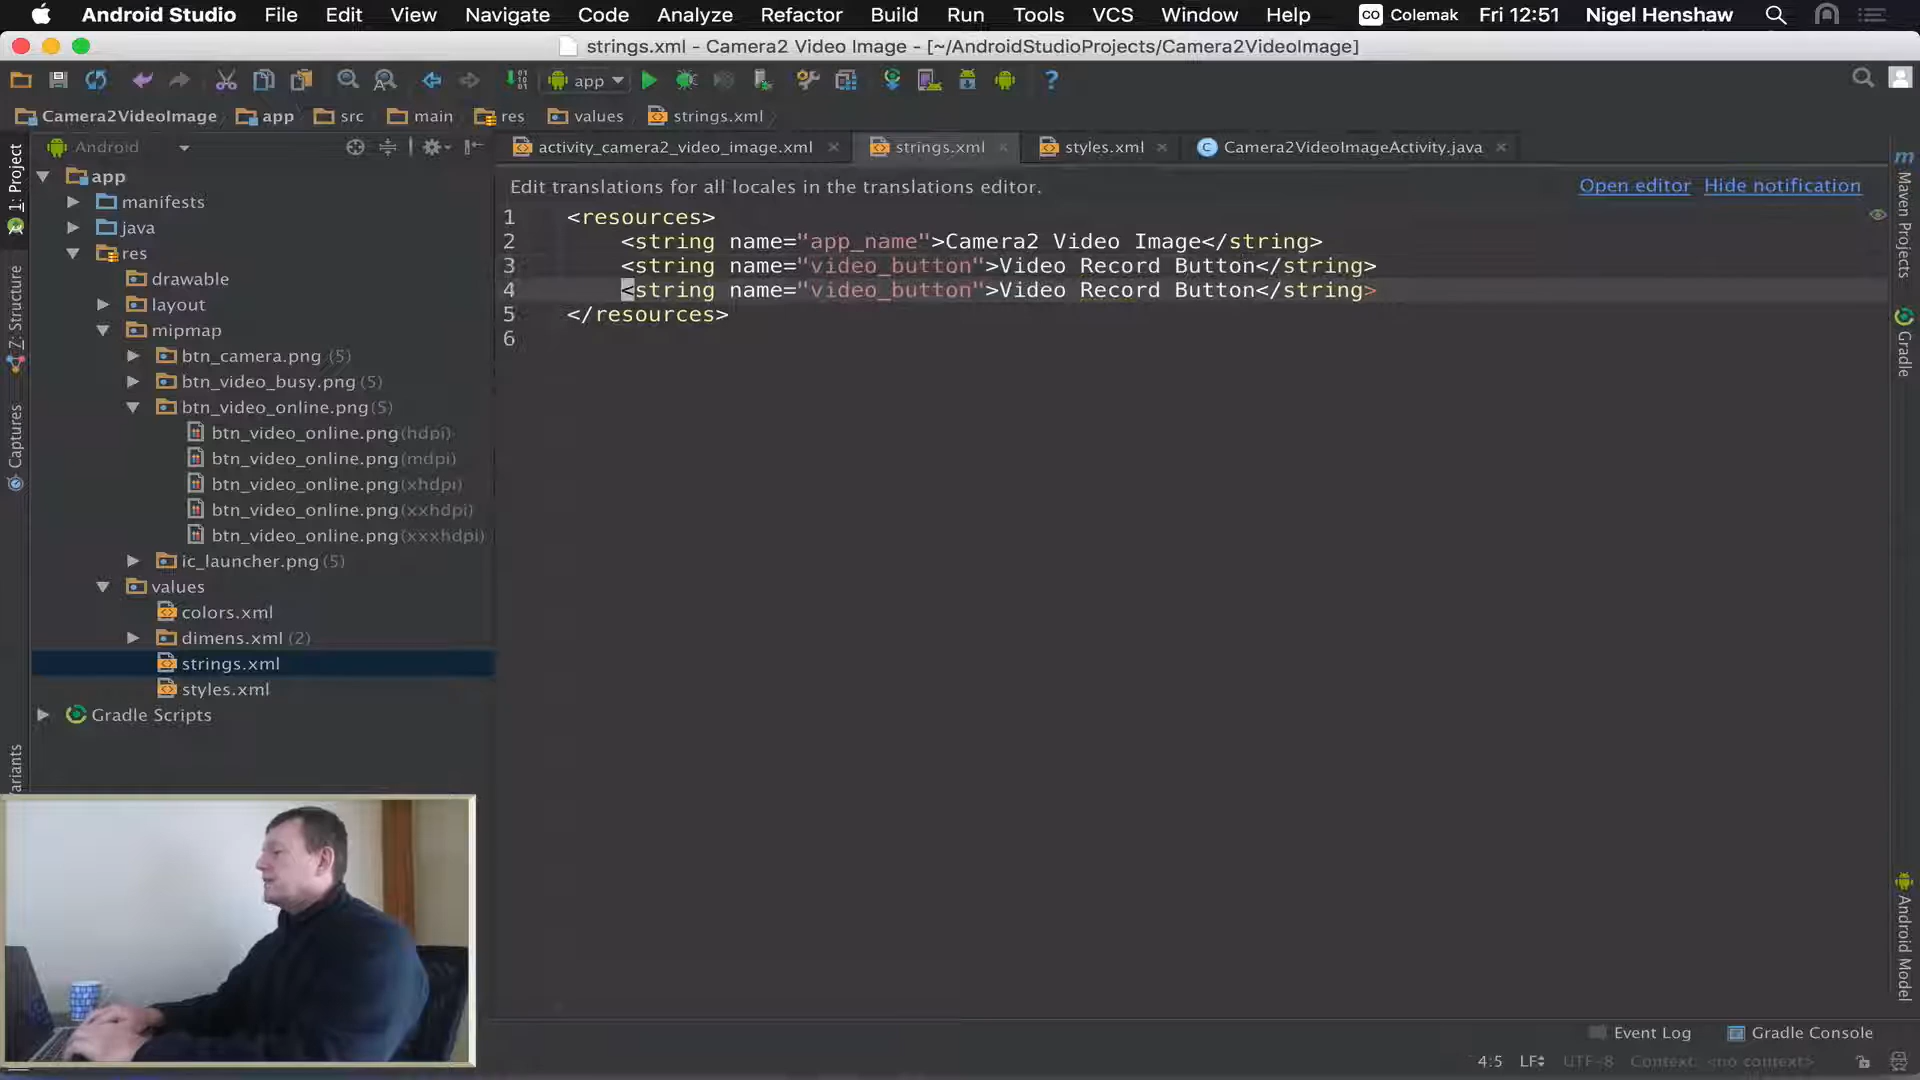 Android Studio File Edit View Navigate Code Analyze Refactor Build Run Tools VCS Window Help CO Colemak Fri 12:51 Nigel Henshaw
strings.xml - Camera2 Video Image - [~/AndroidStudioProjects/Camera2VideoImage]
app
Camera2VideoImage app src main res values strings.xml
Android
activity_camera2_video_image.xml strings.xml styles.xml Camera2VideoImageActivity.java
Edit translations for all locales in the translations editor. Open editor Hide notification
1 <resources>
2 <string name="app_name">Camera2 Video Image</string>
3 <string name="video_button">Video Record Button</string>
4 <string name="video_button">Video Record Button</string>
5 </resources>
6
app
manifests
java
res
drawable
layout
mipmap
btn_camera.png (5)
btn_video_busy.png (5)
btn_video_online.png (5)
btn_video_online.png (hdpi)
btn_video_online.png (mdpi)
btn_video_online.png (xhdpi)
btn_video_online.png (xxhdpi)
btn_video_online.png (xxxhdpi)
ic_launcher.png (5)
values
colors.xml
dimens.xml (2)
strings.xml
styles.xml
Gradle Scripts
1: Project
Z: Structure
Captures
ariants
m
Maven Projects
Gradle
Android Model
Event Log Gradle Console
4:5 LF UTF-8 Context: <no context>